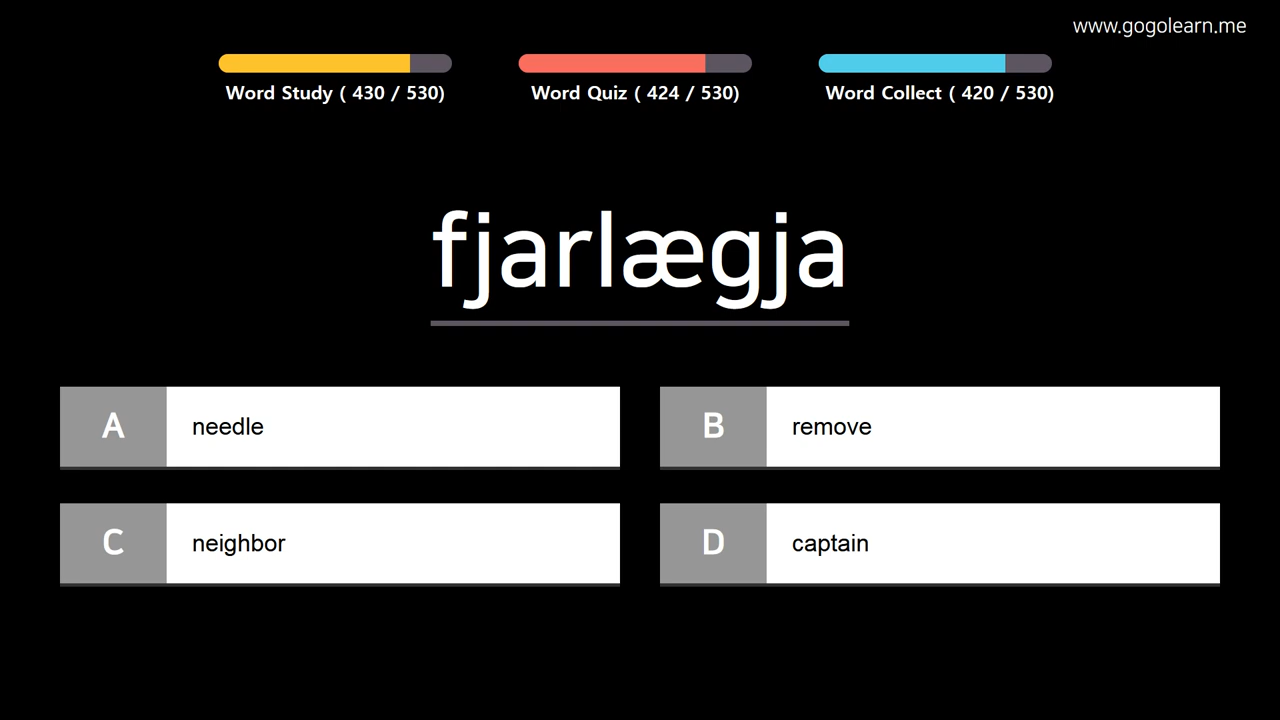 www.gogolearn.me
Word Study ( 430 / 530)
Word Quiz ( 424 / 530)
Word Collect ( 420 / 530)
fjarlægja
A needle
B remove
C neighbor
D captain